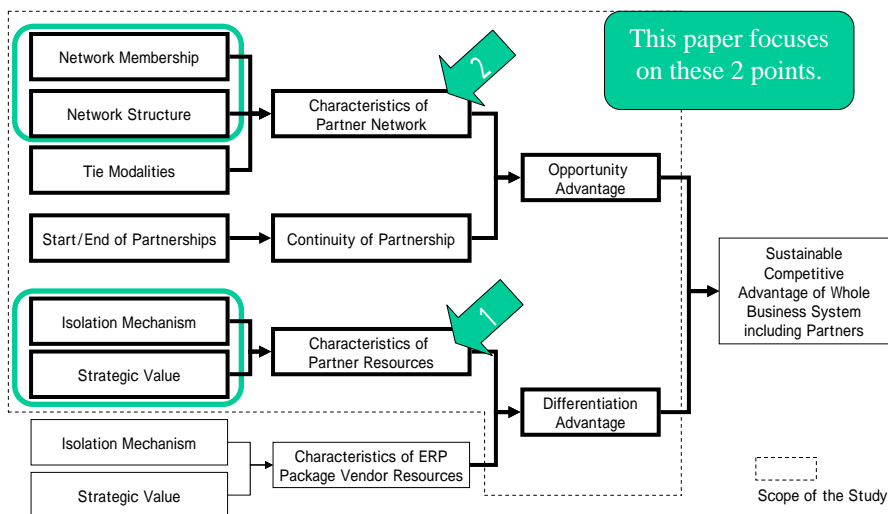 This paper focuses
on these 2 points.
Network Membership
2
Network Structure
Characteristics of
Partner Network
Tie Modalities
Opportunity
Advantage
Start/End of Partnerships
Continuity of Partnership
Sustainable
Competitive
Advantage of Whole
Business System
including Partners
Isolation Mechanism
1
Characteristics of
Partner Resources
Strategic Value
Differentiation
Advantage
Isolation Mechanism
Characteristics of ERP
Package Vendor Resources
Strategic Value
Scope of the Study